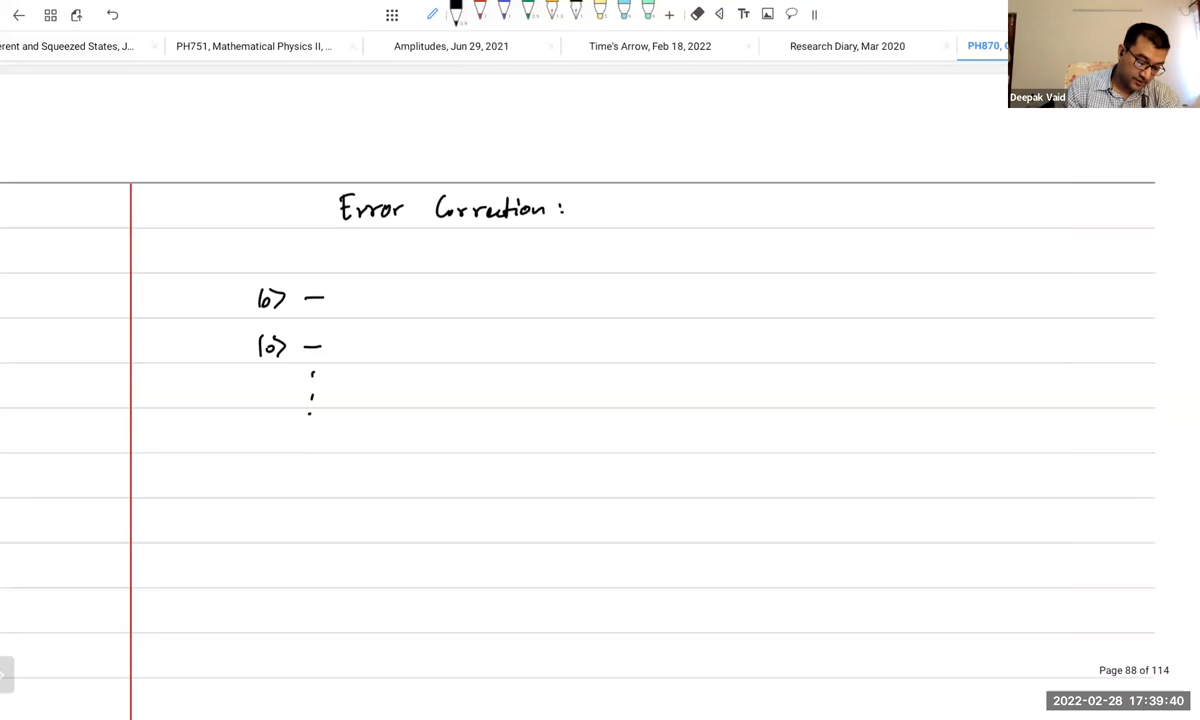 erent and Squeezed States, J... PH751, Mathematical Physics II, ... Amplitudes, Jun 29, 2021 Time's Arrow, Feb 18, 2022 Research Diary, Mar 2020 PH870,
Deepak Vaid
Error Correction:
|0⟩ —
|0⟩ —
⋮
Page 88 of 114
2022-02-28 17:39:40